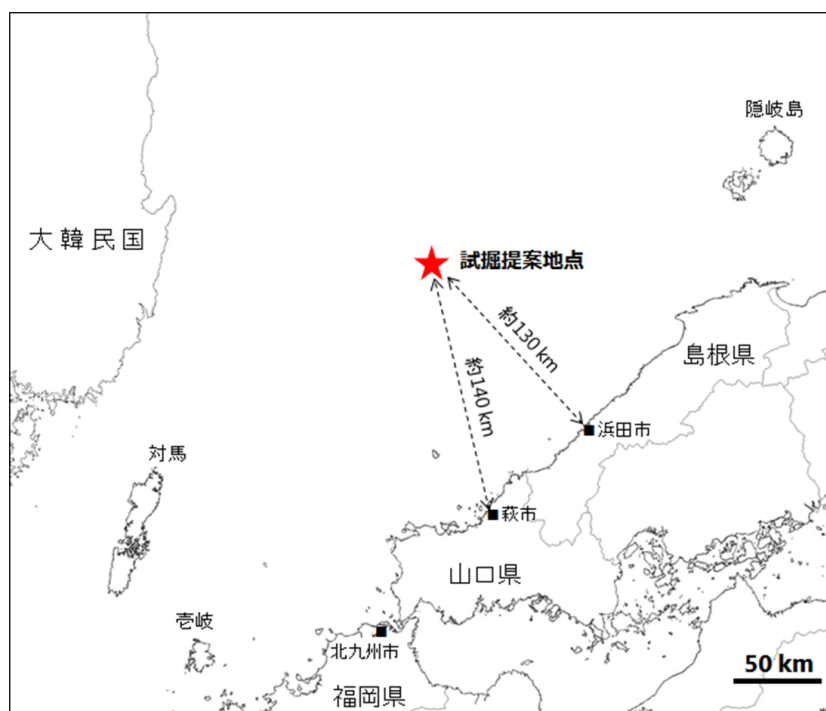 隠岐島
大韓民国
試掘提案地点
約130 km
島根県
約140 km
浜田市
対馬
萩市
山口県
壱岐
北九州市
50 km
福岡県